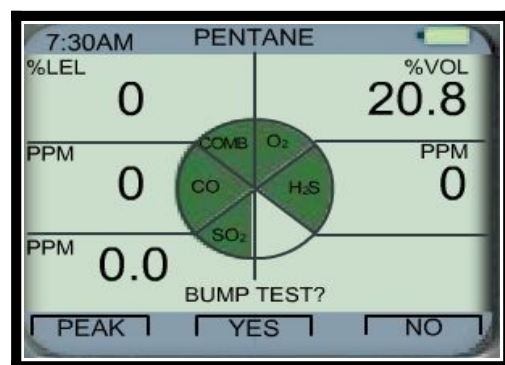 7:30AM PENTANE
%LEL %VOL
0 20.8
COMB O₂
PPM PPM
0 CO H₂S 0
SO₂
PPM 0.0
BUMP TEST?
PEAK YES NO